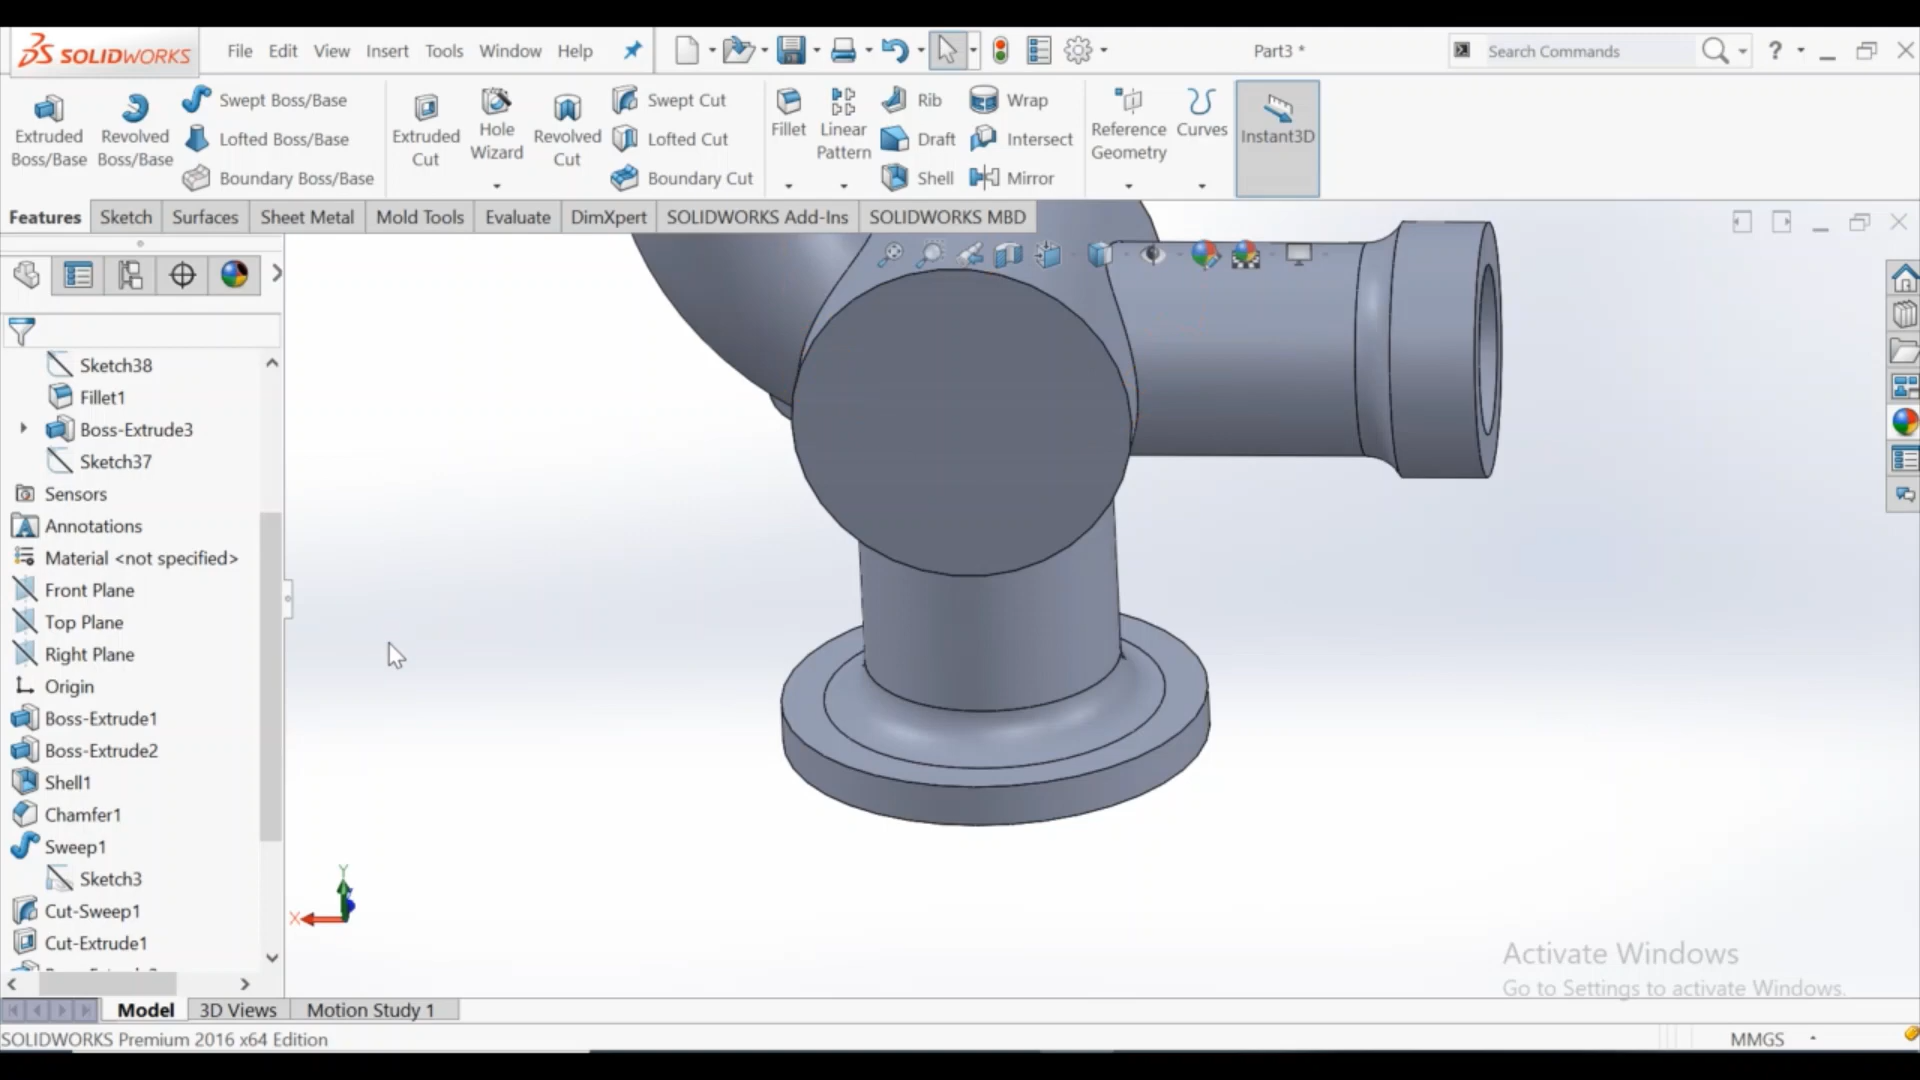 SOLIDWORKS File Edit View Insert Tools Window Help Part3 * Search Commands ?
Extruded Boss/Base
Revolved Boss/Base
Swept Boss/Base
Lofted Boss/Base
Boundary Boss/Base
Extruded Cut
Hole Wizard
Revolved Cut
Swept Cut
Lofted Cut
Boundary Cut
Fillet
Linear Pattern
Rib
Draft
Shell
Wrap
Intersect
Mirror
Reference Geometry
Curves
Instant3D
Features Sketch Surfaces Sheet Metal Mold Tools Evaluate DimXpert SOLIDWORKS Add-Ins SOLIDWORKS MBD
Sketch38
Fillet1
Boss-Extrude3
Sketch37
Sensors
Annotations
Material <not specified>
Front Plane
Top Plane
Right Plane
Origin
Boss-Extrude1
Boss-Extrude2
Shell1
Chamfer1
Sweep1
Sketch3
Cut-Sweep1
Cut-Extrude1
Y
X
Activate Windows
Go to Settings to activate Windows.
Model 3D Views Motion Study 1
SOLIDWORKS Premium 2016 x64 Edition MMGS